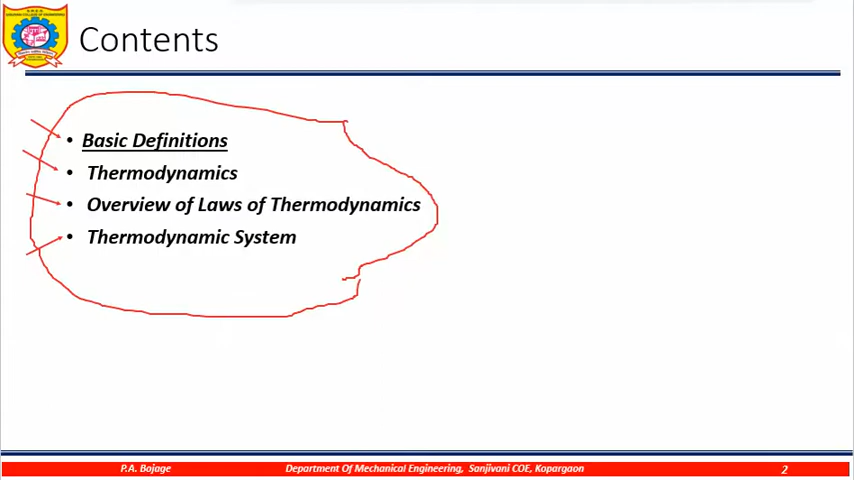 Contents
• Basic Definitions
• Thermodynamics
• Overview of Laws of Thermodynamics
• Thermodynamic System
P.A. Bojage
Department Of Mechanical Engineering, Sanjivani COE, Kopargaon
2